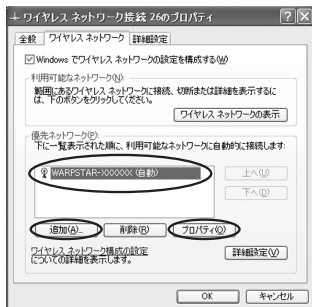 ワイヤレス ネットワーク接続 26のプロパティ
全般 ワイヤレス ネットワーク 詳細設定
Windows でワイヤレス ネットワークの設定を構成する(W)
利用可能なネットワーク(N):
範囲にあるワイヤレス ネットワークに接続、切断または詳細を表示するに
は、下のボタンをクリックしてください。
ワイヤレス ネットワークの表示
優先ネットワーク(P):
下に一覧表示された順に、利用可能なネットワークに自動的に接続します:
WARPSTAR-XXXXXX (自動)
上へ(U)
下へ(D)
追加(A)... 削除(R) プロパティ(O)
ワイヤレス ネットワーク構成の設定
についての詳細を表示します。
詳細設定(V)
OK キャンセル